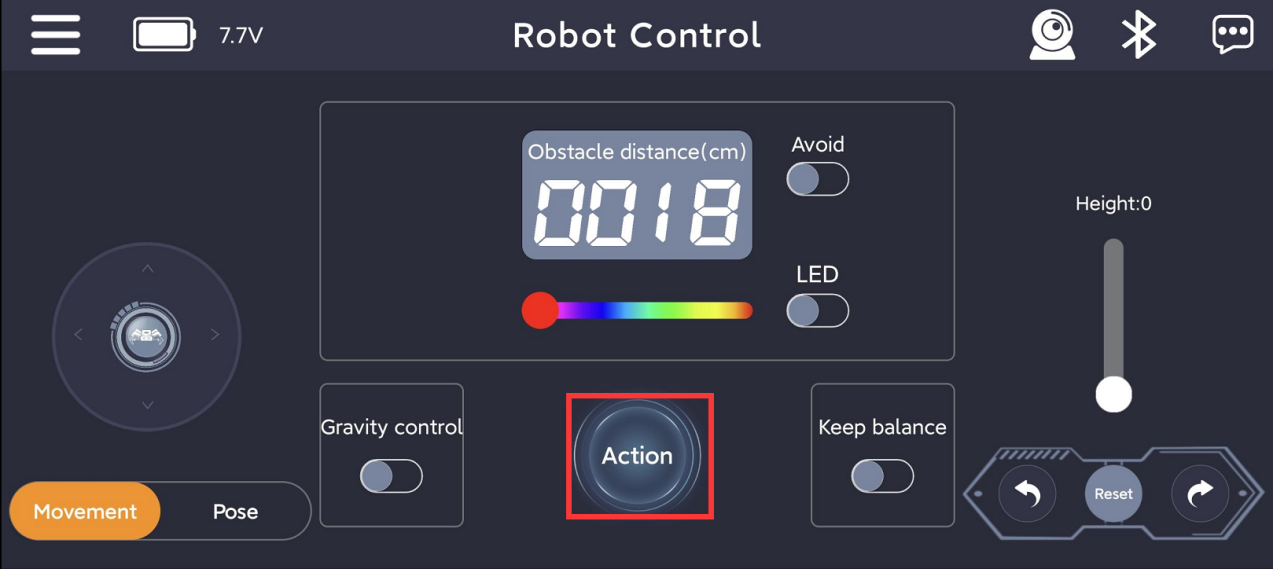 7.7V
Robot Control
Obstacle distance(cm)
0018
Avoid
LED
Height:0
Gravity control
Action
Keep balance
Movement
Pose
Reset